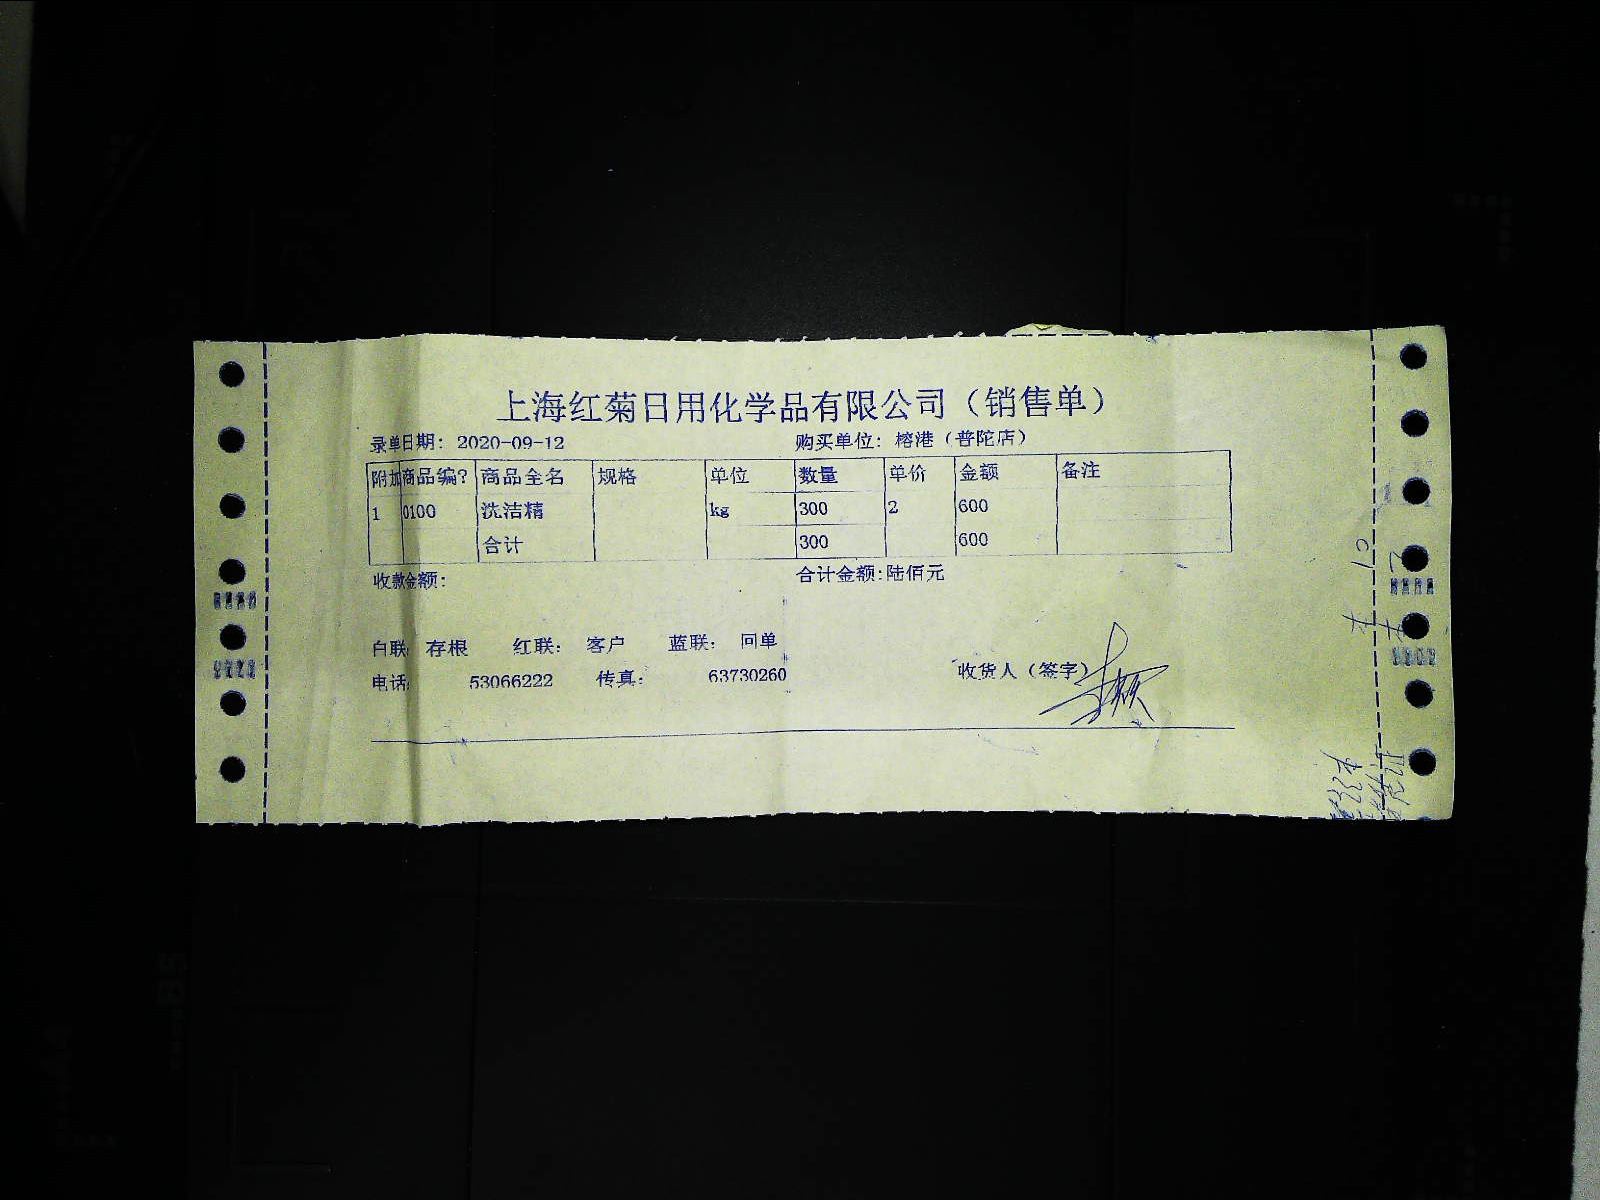 上海红菊日用化学品有限公司（销售单）
录单日期: 2020-09-12 购买单位: 榕港（普陀店）
附加 商品编? 商品全名 规格 单位 数量 单价 金额 备注
1 0100 洗洁精 kg 300 2 600
合计 300 600
收款金额: 合计金额:陆佰元
白联: 存根 红联: 客户 蓝联: 回单
电话: 53066222 传真: 63730260 收货人（签字）